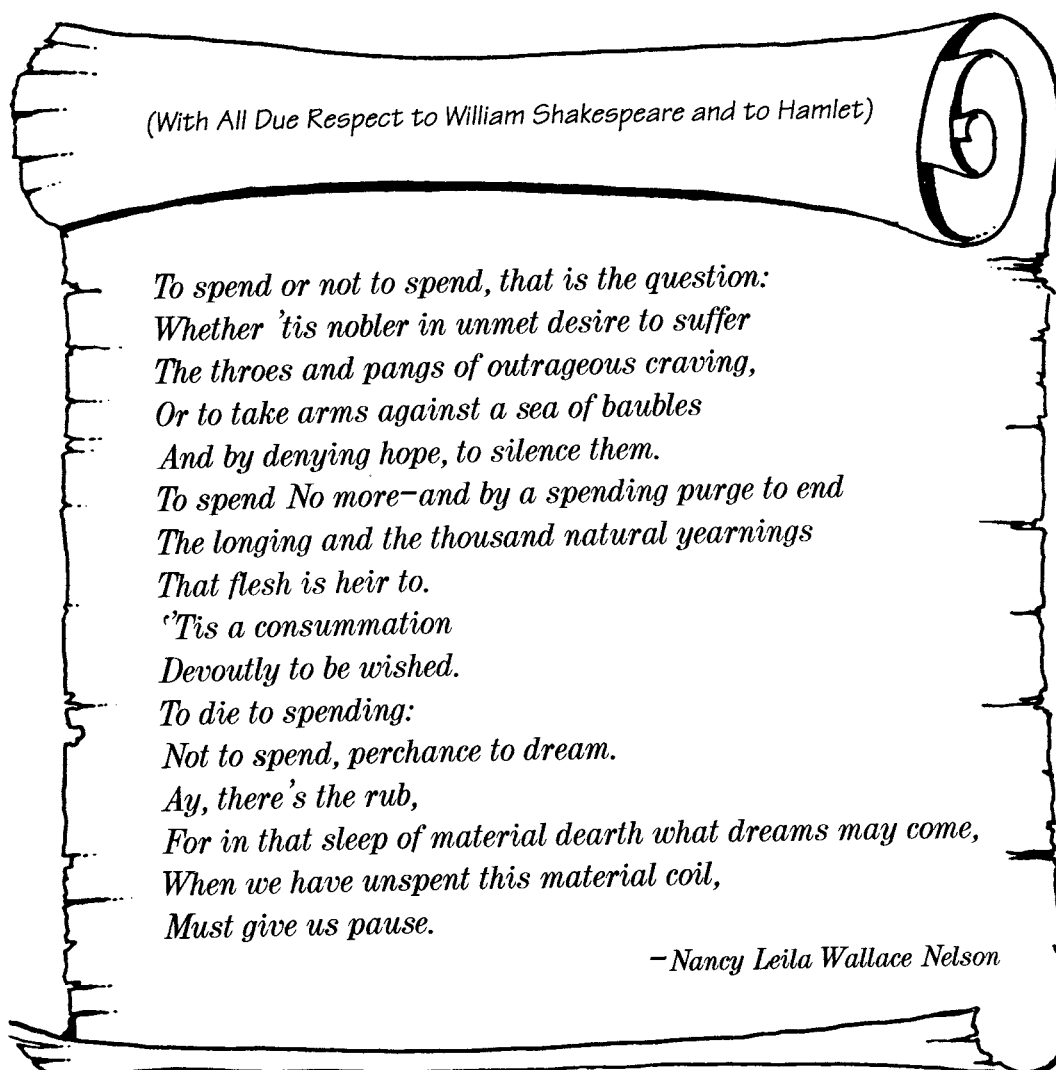 (With All Due Respect to William Shakespeare and to Hamlet)
To spend or not to spend, that is the question:
Whether 'tis nobler in unmet desire to suffer
The throes and pangs of outrageous craving,
Or to take arms against a sea of baubles
And by denying hope, to silence them.
To spend No more–and by a spending purge to end
The longing and the thousand natural yearnings
That flesh is heir to.
‘’Tis a consummation
Devoutly to be wished.
To die to spending:
Not to spend, perchance to dream.
Ay, there's the rub,
For in that sleep of material dearth what dreams may come,
When we have unspent this material coil,
Must give us pause.
–Nancy Leila Wallace Nelson